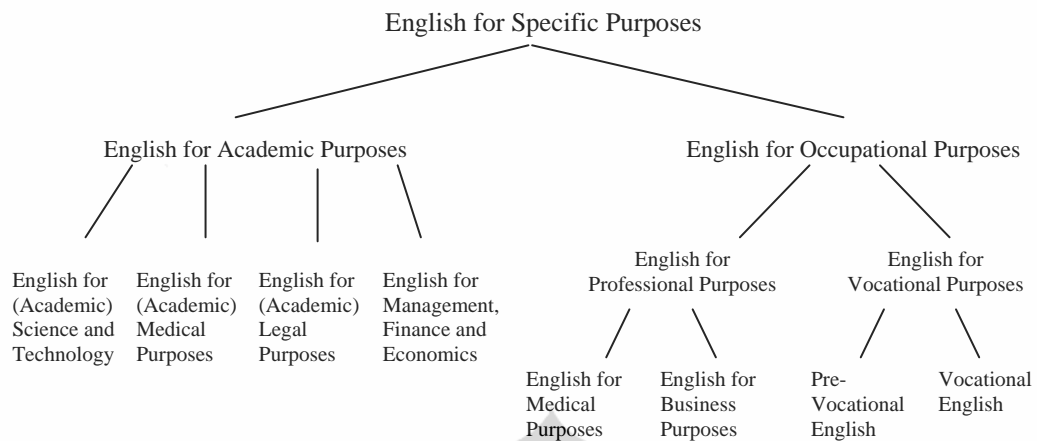 English for Specific Purposes
English for Academic Purposes
English for Occupational Purposes
English for
(Academic)
Science and
Technology
English for
(Academic)
Medical
Purposes
English for
(Academic)
Legal
Purposes
English for
Management,
Finance and
Economics
English for
Professional Purposes
English for
Vocational Purposes
English for
Medical
Purposes
English for
Business
Purposes
Pre-
Vocational
English
Vocational
English